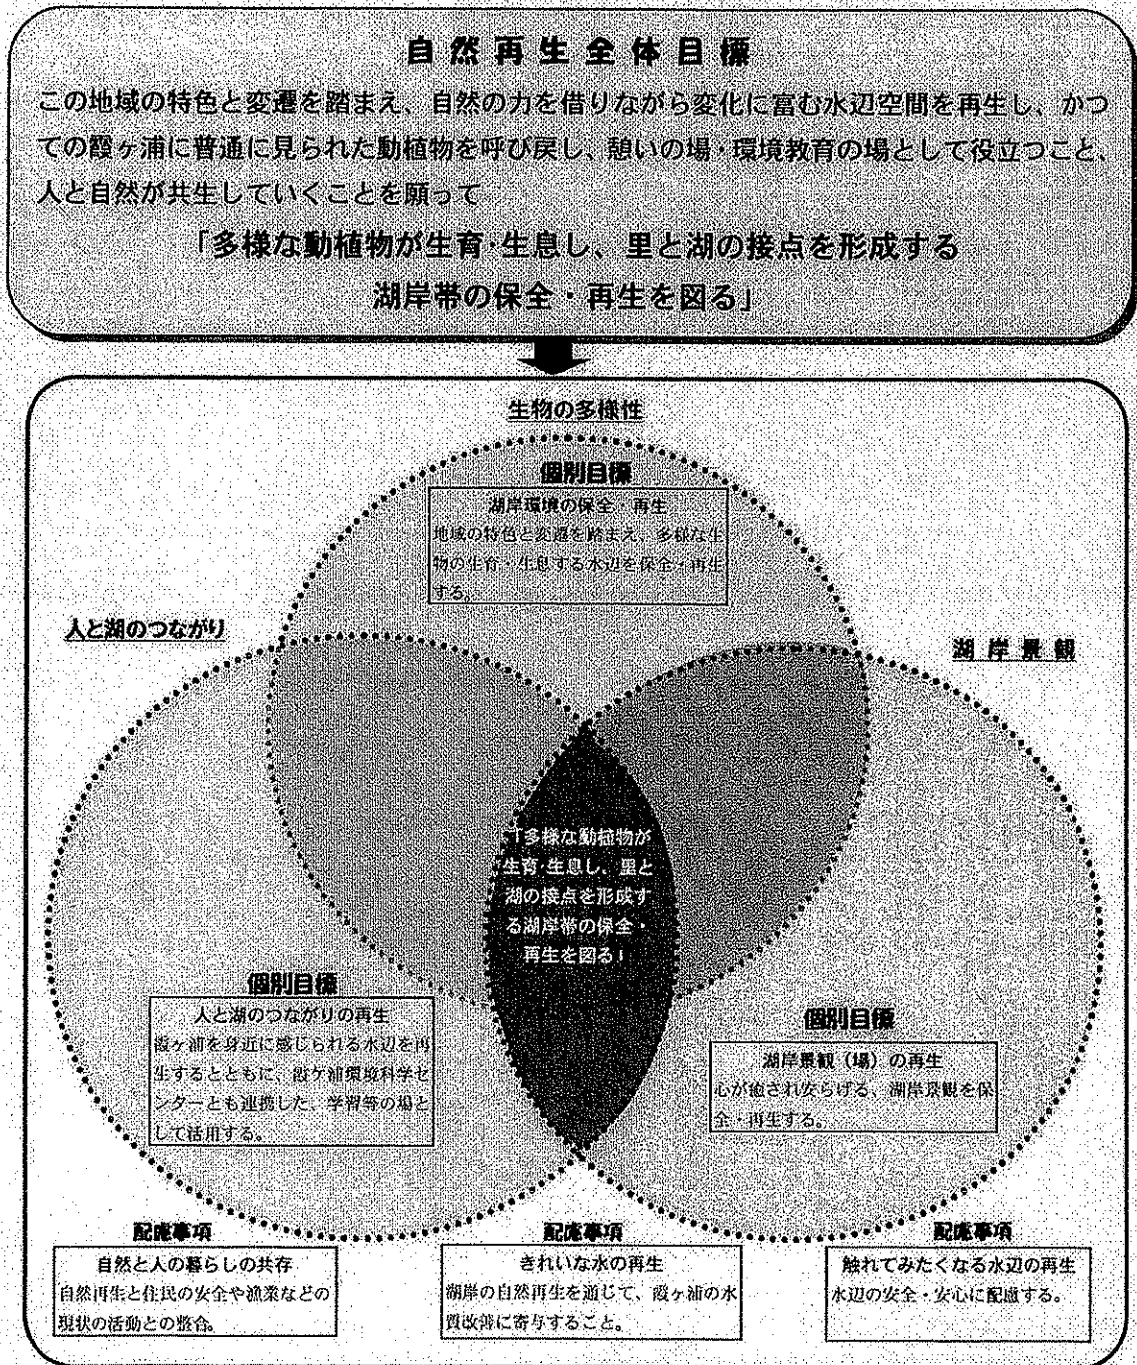 自然再生全体目標
この地域の特色と変遷を踏まえ、自然の力を借りながら変化に富む水辺空間を再生し、かつ
ての霞ヶ浦に普通に見られた動植物を呼び戻し、憩いの場・環境教育の場として役立つこと、
人と自然が共生していくことを願って
「多様な動植物が生育・生息し、里と湖の接点を形成する
湖岸帯の保全・再生を図る」
生物の多様性
個別目標
湖岸環境の保全・再生
地域の特色と変遷を踏まえ、多様な生
物の生育・生息する水辺を保全・再生
する。
人と湖のつながり
湖岸景観
「多様な動植物が
生育・生息し、里と
湖の接点を形成す
る湖岸帯の保全・
再生を図る」
個別目標
人と湖のつながりの再生
霞ヶ浦を身近に感じられる水辺を再
生するとともに、霞ケ浦環境科学セ
ンターとも連携した、学習等の場と
して活用する。
個別目標
湖岸景観（場）の再生
心が癒され安らげる、湖岸景観を保
全・再生する。
配慮事項
自然と人の暮らしの共存
自然再生と住民の安全や漁業などの
現状の活動との整合。
配慮事項
きれいな水の再生
湖岸の自然再生を通じて、霞ヶ浦の水
質改善に寄与すること。
配慮事項
触れてみたくなる水辺の再生
水辺の安全・安心に配慮する。